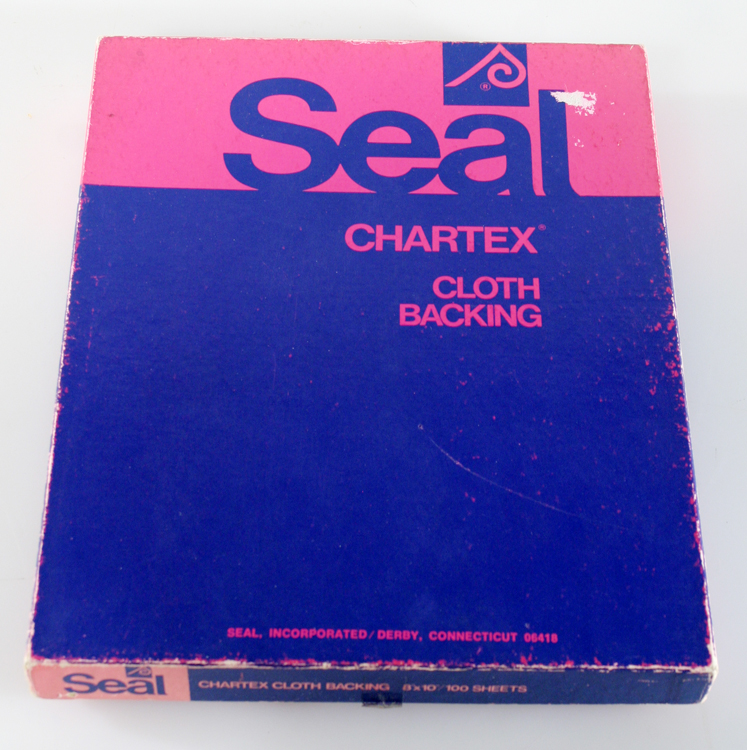 ®
Seal
CHARTEX®
CLOTH
BACKING
SEAL, INCORPORATED/DERBY, CONNECTICUT 06418
Seal
CHARTEX CLOTH BACKING 8"x10" 100 SHEETS